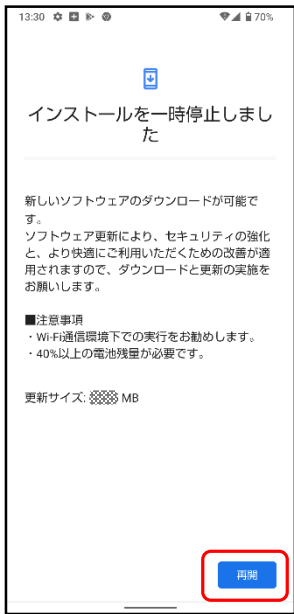 13:30 70%
インストールを一時停止しまし
た
新しいソフトウェアのダウンロードが可能で
す。
ソフトウェア更新により、セキュリティの強化
と、より快適にご利用いただくための改善が適
用されますので、ダウンロードと更新の実施を
お願いします。
■注意事項
・Wi-Fi通信環境下での実行をお勧めします。
・40%以上の電池残量が必要です。
更新サイズ: MB
再開